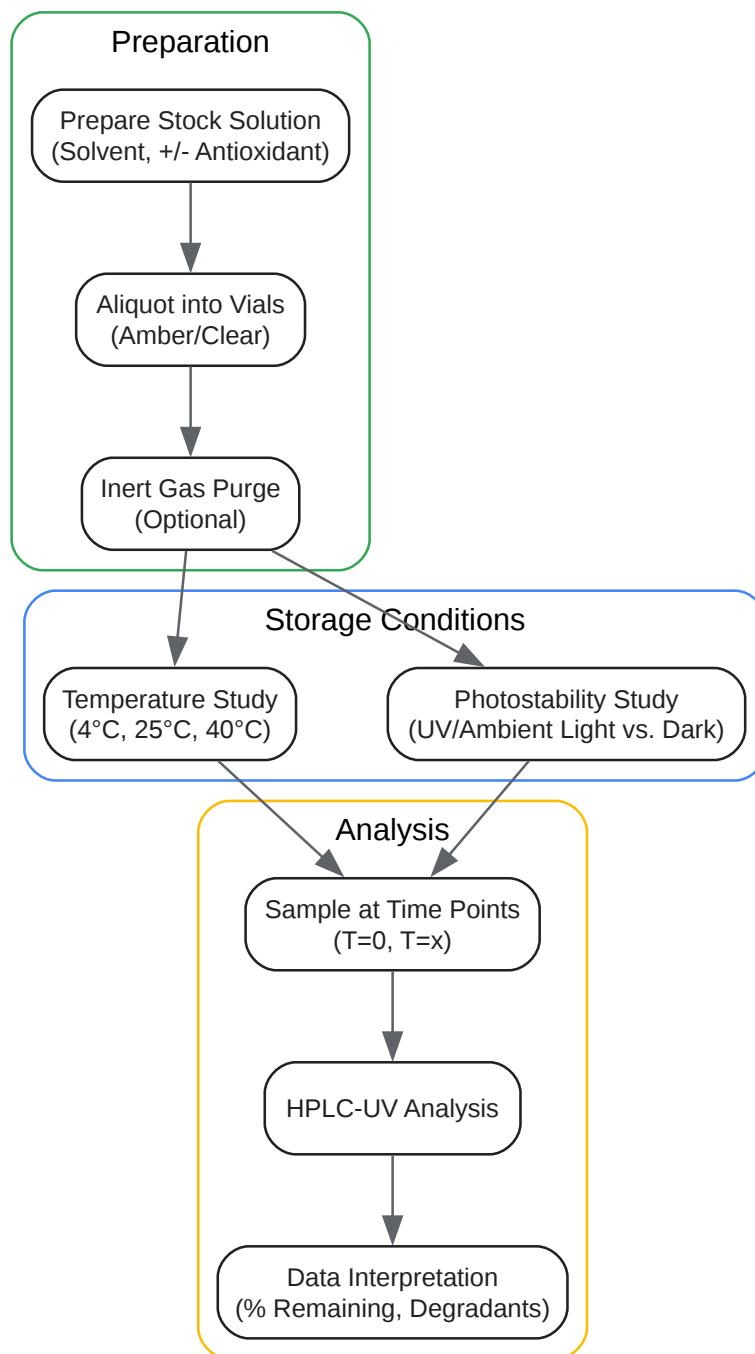 Preparation
Prepare Stock Solution
(Solvent, +/- Antioxidant)
Aliquot into Vials
(Amber/Clear)
Inert Gas Purge
(Optional)
Storage Conditions
Temperature Study
(4°C, 25°C, 40°C)
Photostability Study
(UV/Ambient Light vs. Dark)
Analysis
Sample at Time Points
(T=0, T=x)
HPLC-UV Analysis
Data Interpretation
(% Remaining, Degradants)